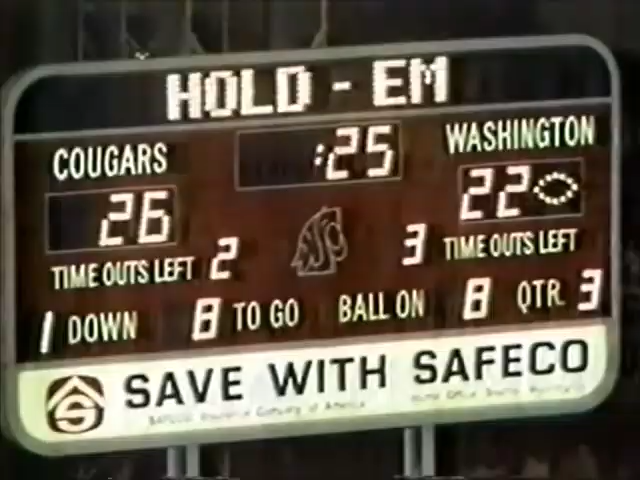 HOLD - EM
COUGARS :25 WASHINGTON
26 22
TIME OUTS LEFT 2 3 TIME OUTS LEFT
1 DOWN 8 TO GO BALL ON 8 QTR. 3
SAVE WITH SAFECO